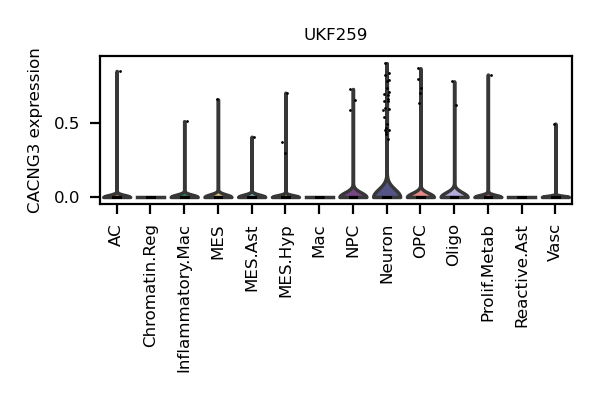 UKF259
CACNG3 expression
0.5
0.0
AC
Chromatin.Reg
Inflammatory.Mac
MES
MES.Ast
MES.Hyp
Mac
NPC
Neuron
OPC
Oligo
Prolif.Metab
Reactive.Ast
Vasc